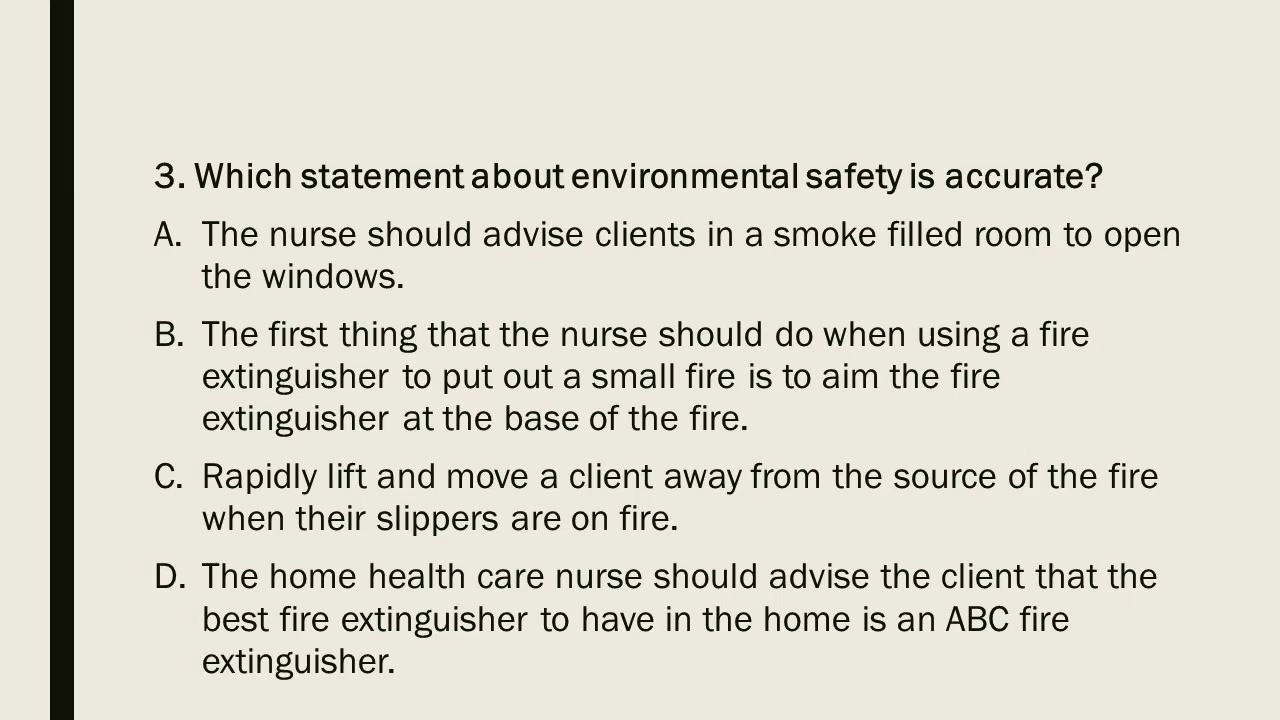 3. Which statement about environmental safety is accurate?
A. The nurse should advise clients in a smoke filled room to open
the windows.
B. The first thing that the nurse should do when using a fire
extinguisher to put out a small fire is to aim the fire
extinguisher at the base of the fire.
C. Rapidly lift and move a client away from the source of the fire
when their slippers are on fire.
D. The home health care nurse should advise the client that the
best fire extinguisher to have in the home is an ABC fire
extinguisher.